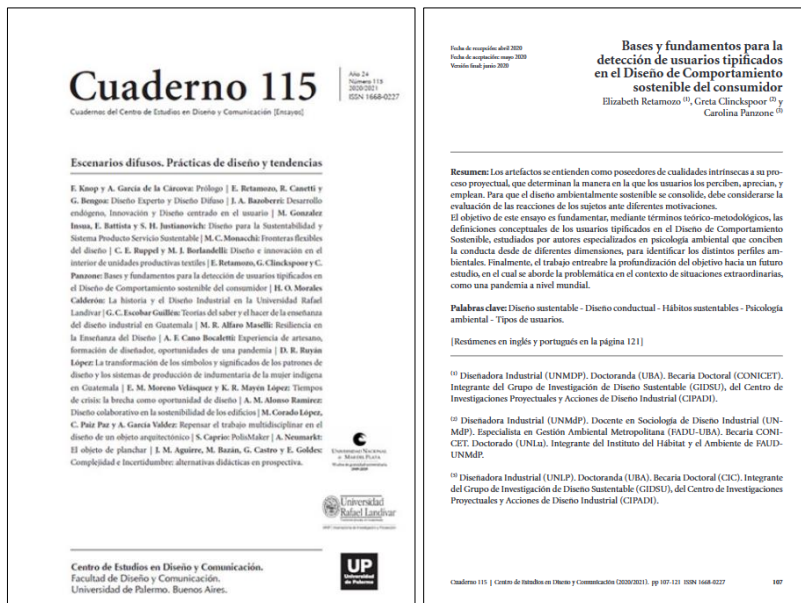 Cuaderno 115
Año 24
Número 115
2020/2021
ISSN 1668-0227
Cuadernos del Centro de Estudios en Diseño y Comunicación [Ensayos]
Escenarios difusos. Prácticas de diseño y tendencias
F. Knop y A. García de la Cárcova: Prólogo | E. Retamozo, R. Canetti y
G. Bengoa: Diseño Experto y Diseño Difuso | J. A. Bazoberri: Desarrollo
endógeno, Innovación y Diseño centrado en el usuario | M. Gonzalez
Insua, E. Battista y S. H. Justianovich: Diseño para la Sustentabilidad y
Sistema Producto Servicio Sustentable | M. C. Monacchi: Fronteras flexibles
del diseño | C. E. Ruppel y M. J. Borlandelli: Diseño e innovación en el
interior de unidades productivas textiles | E. Retamozo, G. Clinckspoor y C.
Panzone: Bases y fundamentos para la detección de usuarios tipificados en
el Diseño de Comportamiento Sostenible del consumidor | H. O. Morales
Calderón: La historia y el Diseño Industrial en la Universidad Rafael
Landívar | G. C. Escobar Guillén: Teorías del saber y el hacer de la enseñanza
del diseño industrial en Guatemala | M. R. Alfaro Maselli: Resiliencia en
la Enseñanza del Diseño | A. F. Cano Bocaletti: Experiencia de artesano,
formación de diseñador, oportunidades de una pandemia | D. R. Ruyán
López: La transformación de los símbolos y significados de los patrones de
diseño y los sistemas de producción de indumentaria de la mujer indígena
en Guatemala | E. M. Moreno Velásquez y K. R. Mayén López: Tiempos
de crisis: la brecha como oportunidad de diseño | A. M. Alonso Ramírez:
Diseño colaborativo en la sostenibilidad de los edificios | M. Corado López,
C. Paiz Paz y A. García Valdez: Repensar el trabajo multidisciplinar en el
diseño de un objeto arquitectónico | S. Caprio: PolisMaker | A. Neumarkt:
El objeto de planchar | J. M. Aguirre, M. Bazán, G. Castro y E. Goldes:
Complejidad e Incertidumbre: alternativas didácticas en prospectiva.
UNIVERSIDAD NACIONAL
de MAR DEL PLATA
Universidad
Rafael Landívar
Centro de Estudios en Diseño y Comunicación.
Facultad de Diseño y Comunicación.
Universidad de Palermo. Buenos Aires.
UP
Universidad
de Palermo
Fecha de recepción: abril 2020
Fecha de aceptación: mayo 2020
Versión final: junio 2020
Bases y fundamentos para la
detección de usuarios tipificados
en el Diseño de Comportamiento
sostenible del consumidor
Elizabeth Retamozo (1), Greta Clinckspoor (2) y
Carolina Panzone (3)
Resumen: Los artefactos se entienden como poseedores de cualidades intrínsecas a su pro-
ceso proyectual, que determinan la manera en la que los usuarios los perciben, aprecian, y
emplean. Para que el diseño ambientalmente sostenible se consolide, debe considerarse la
evaluación de las reacciones de los sujetos ante diferentes motivaciones.
El objetivo de este ensayo es fundamentar, mediante términos teórico-metodológicos, las
definiciones conceptuales de los usuarios tipificados en el Diseño de Comportamiento
Sostenible, estudiados por autores especializados en psicología ambiental que conciben
la conducta desde de diferentes dimensiones, para identificar los distintos perfiles am-
bientales. Finalmente, el trabajo entreabre la profundización del objetivo hacia un futuro
estudio, en el cual se aborde la problemática en el contexto de situaciones extraordinarias,
como una pandemia a nivel mundial.
Palabras clave: Diseño sustentable - Diseño conductual - Hábitos sustentables - Psicología
ambiental - Tipos de usuarios.
[Resúmenes en inglés y portugués en la página 121]
(1) Diseñadora Industrial (UNMDP). Doctoranda (UBA). Becaria Doctoral (CONICET).
Integrante del Grupo de Investigación de Diseño Sustentable (GIDSU), del Centro de
Investigaciones Proyectuales y Acciones de Diseño Industrial (CIPADI).
(2) Diseñadora Industrial (UNMdP). Docente en Sociología de Diseño Industrial (UN-
MdP). Especialista en Gestión Ambiental Metropolitana (FADU-UBA). Becaria CONI-
CET. Doctorado (UNLu). Integrante del Instituto del Hábitat y el Ambiente de FAUD-
UNMdP.
(3) Diseñadora Industrial (UNLP). Doctoranda (UBA). Becaria Doctoral (CIC). Integrante
del Grupo de Investigación de Diseño Sustentable (GIDSU), del Centro de Investigaciones
Proyectuales y Acciones de Diseño Industrial (CIPADI).
Cuaderno 115 | Centro de Estudios en Diseño y Comunicación (2020/2021). pp 107-121 ISSN 1668-0227
107